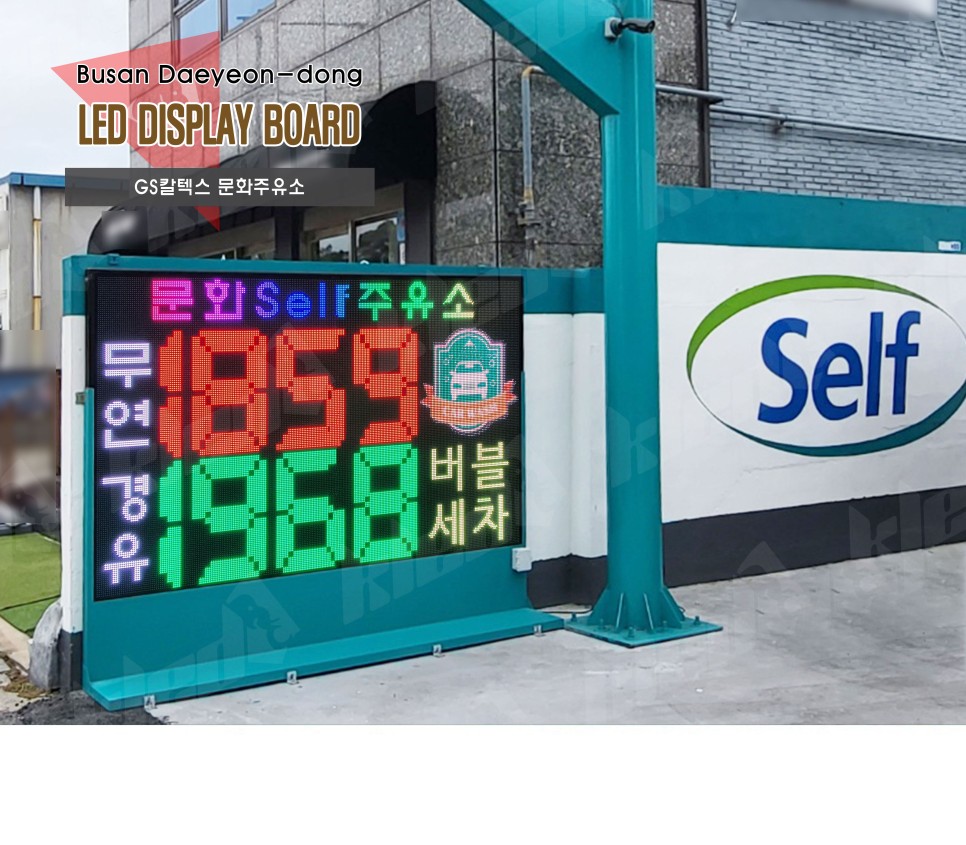 Busan Daeyeon-dong
LED DISPLAY BOARD
GS칼텍스 문화주유소
문화Self주유소
무연 1859
경유 1968
버블
세차
Self